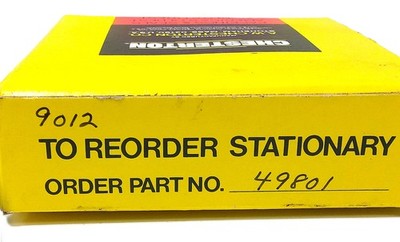 CHESTERTON
9012
TO REORDER STATIONARY
ORDER PART NO. 49801